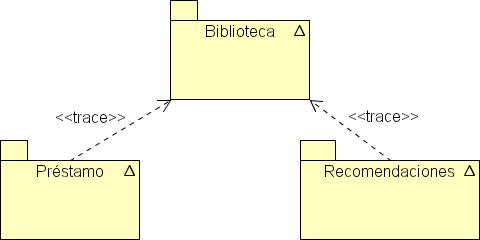 Biblioteca Δ
<<trace>> <<trace>>
Préstamo Δ
Recomendaciones Δ